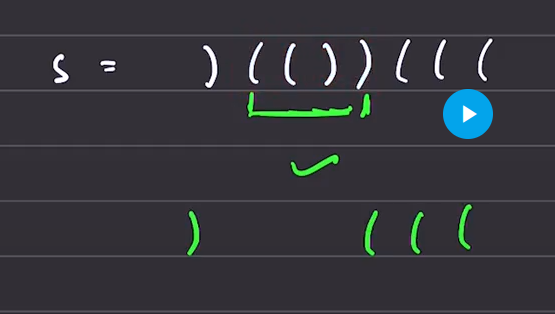 s = ) ( ( ) ) ( ( (
) ( ( (